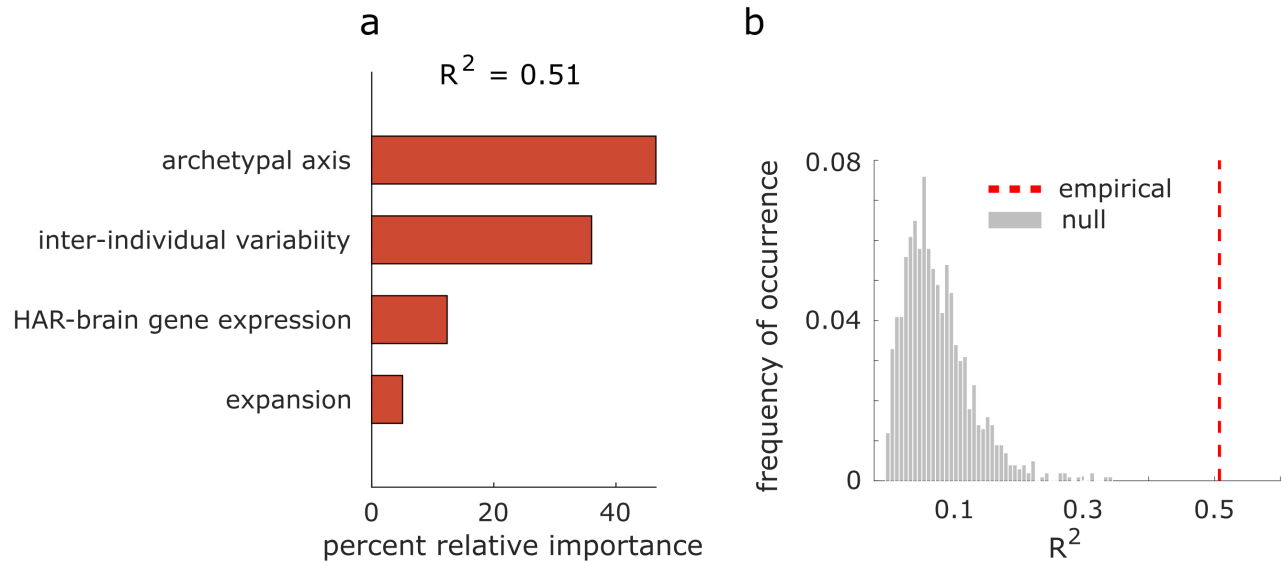 a
R² = 0.51
archetypal axis
inter-individual variabiity
HAR-brain gene expression
expansion
0 20 40
percent relative importance
b
frequency of occurrence
0.08
0.04
0
empirical
null
0.1 0.3 0.5
R²